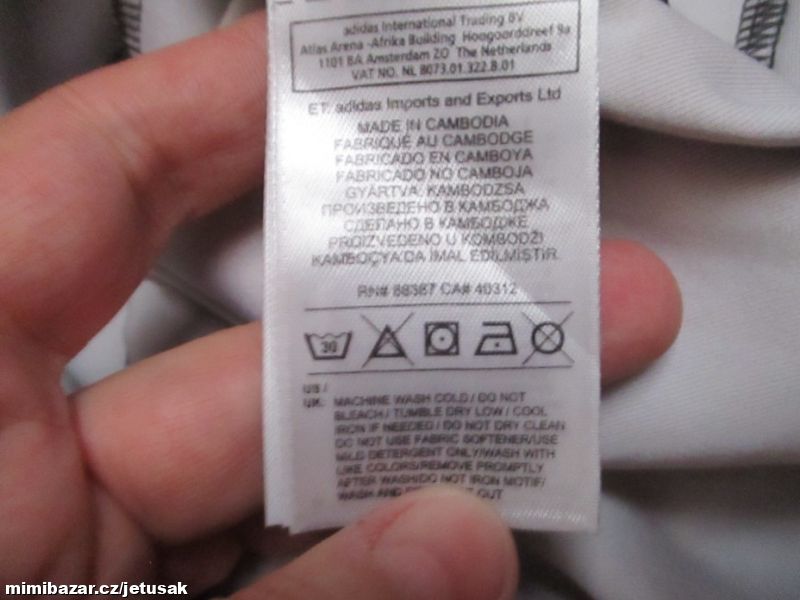 adidas International Trading BV
Atlas Arena -Afrika Building Hoogoorddreef 9a
1101 BA Amsterdam ZO The Netherlands
VAT NO. NL 8073.01.322.B.01
ET. adidas Imports and Exports Ltd
MADE IN CAMBODIA
FABRIQUÉ AU CAMBODGE
FABRICADO EN CAMBOYA
FABRICADO NO CAMBOJA
GYÁRTVA: KAMBODZSA
ПРОИЗВЕДЕНО В КАМБОДЖА
СДЕЛАНО В КАМБОДЖЕ
PROIZVEDENO U KOMBODŽI
KAMBOÇYA'DA İMAL EDİLMİŞTİR.
RN# 88387 CA# 40312
30
US /
UK: MACHINE WASH COLD / DO NOT
BLEACH / TUMBLE DRY LOW / COOL
IRON IF NEEDED / DO NOT DRY CLEAN
DO NOT USE FABRIC SOFTENER/USE
MILD DETERGENT ONLY/WASH WITH
LIKE COLORS/REMOVE PROMPTLY
AFTER WASH/DO NOT IRON MOTIF/
WASH AND OUT
mimibazar.cz/jetusak